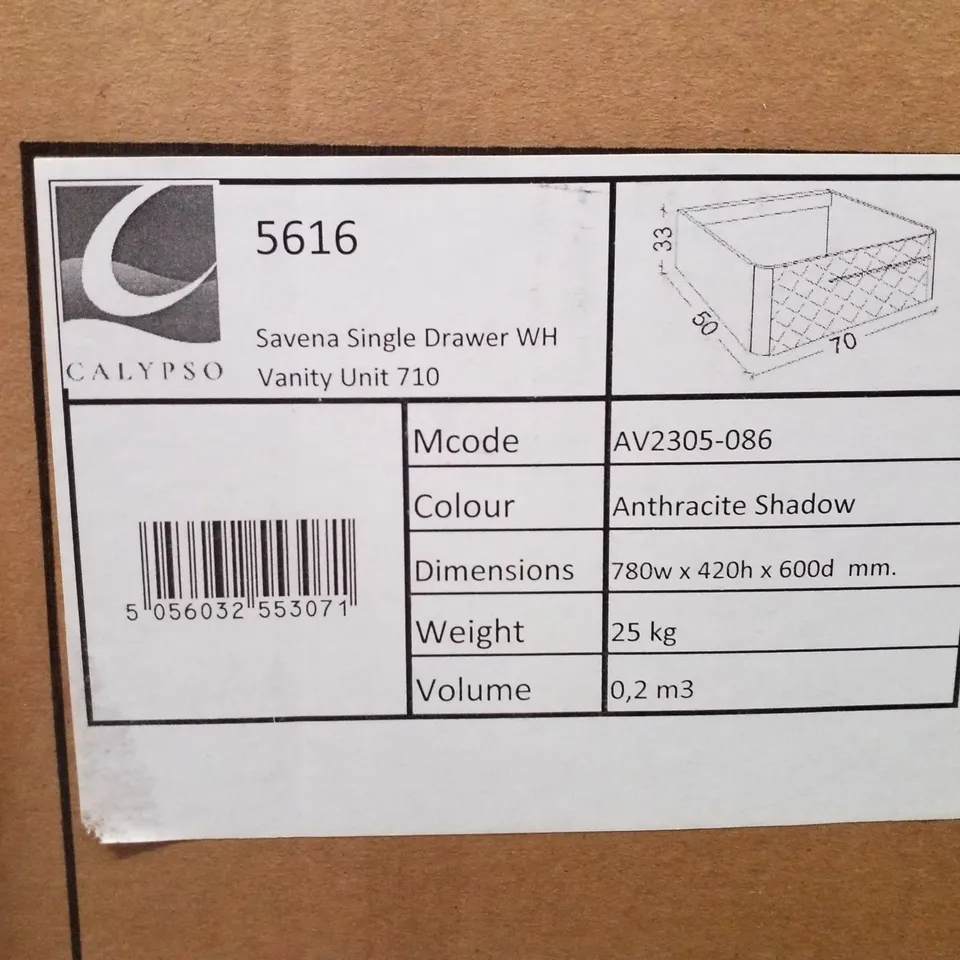 CALYPSO
5616
Savena Single Drawer WH
Vanity Unit 710
33
50
70
5 056032 553071
Mcode AV2305-086
Colour Anthracite Shadow
Dimensions 780w x 420h x 600d mm.
Weight 25 kg
Volume 0,2 m3